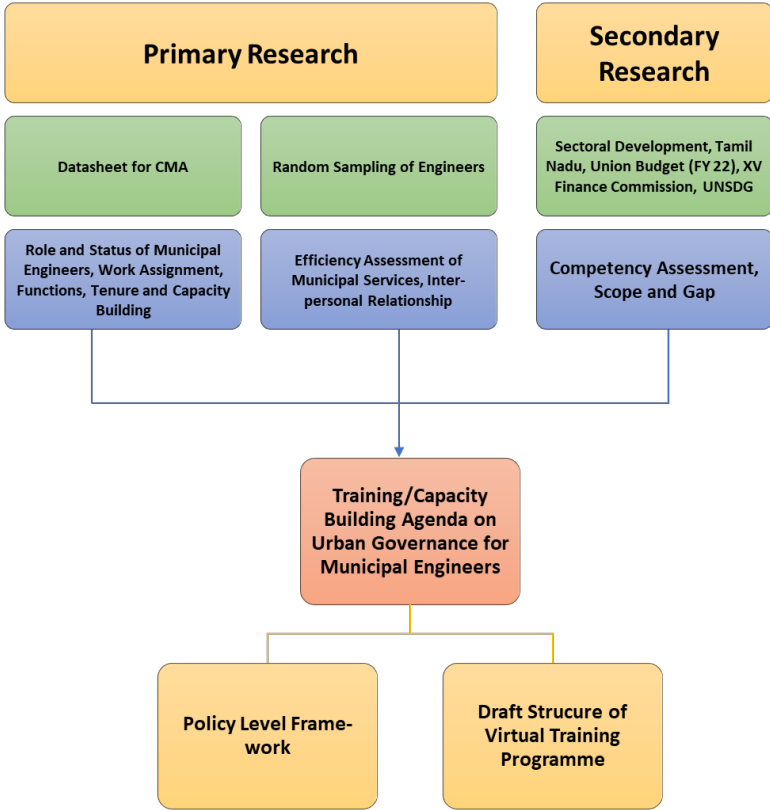 Primary Research
Secondary
Research
Datasheet for CMA
Random Sampling of Engineers
Sectoral Development, Tamil
Nadu, Union Budget (FY 22), XV
Finance Commission, UNSDG
Role and Status of Municipal
Engineers, Work Assignment,
Functions, Tenure and Capacity
Building
Efficiency Assessment of
Municipal Services, Inter-
personal Relationship
Competency Assessment,
Scope and Gap
Training/Capacity
Building Agenda on
Urban Governance for
Municipal Engineers
Policy Level Frame-
work
Draft Strucure of
Virtual Training
Programme